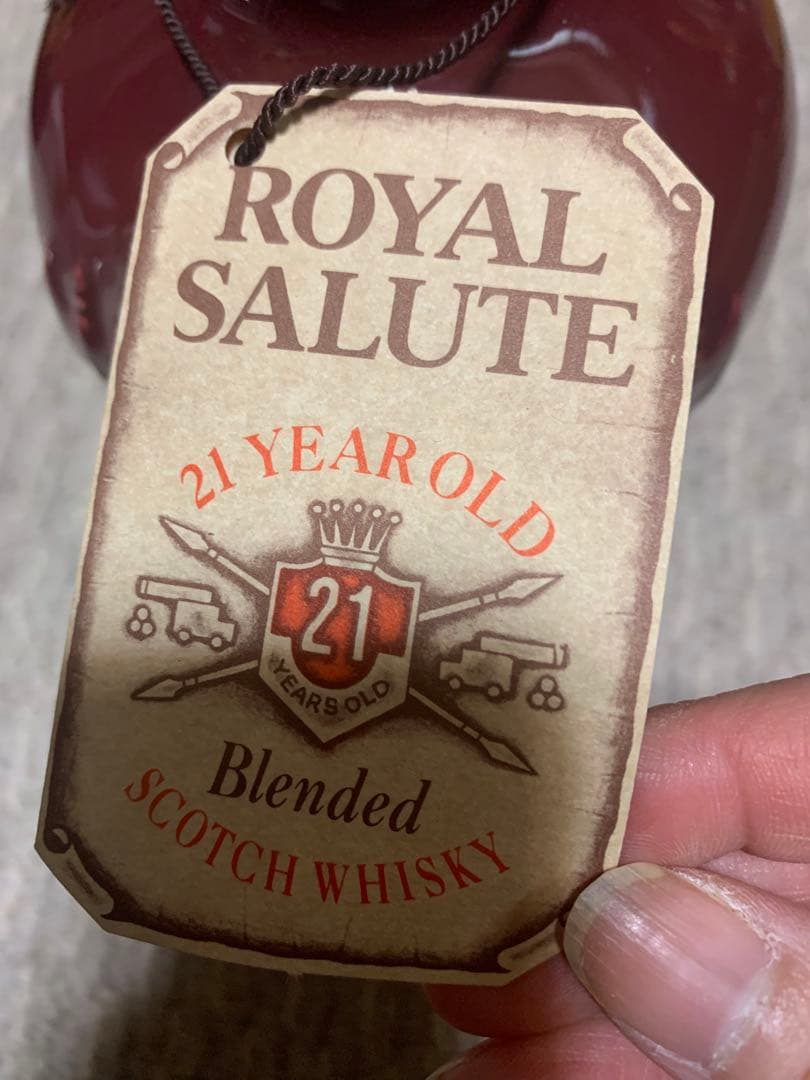 ROYAL
SALUTE
21 YEAR OLD
21
YEARS OLD
Blended
SCOTCH WHISKY